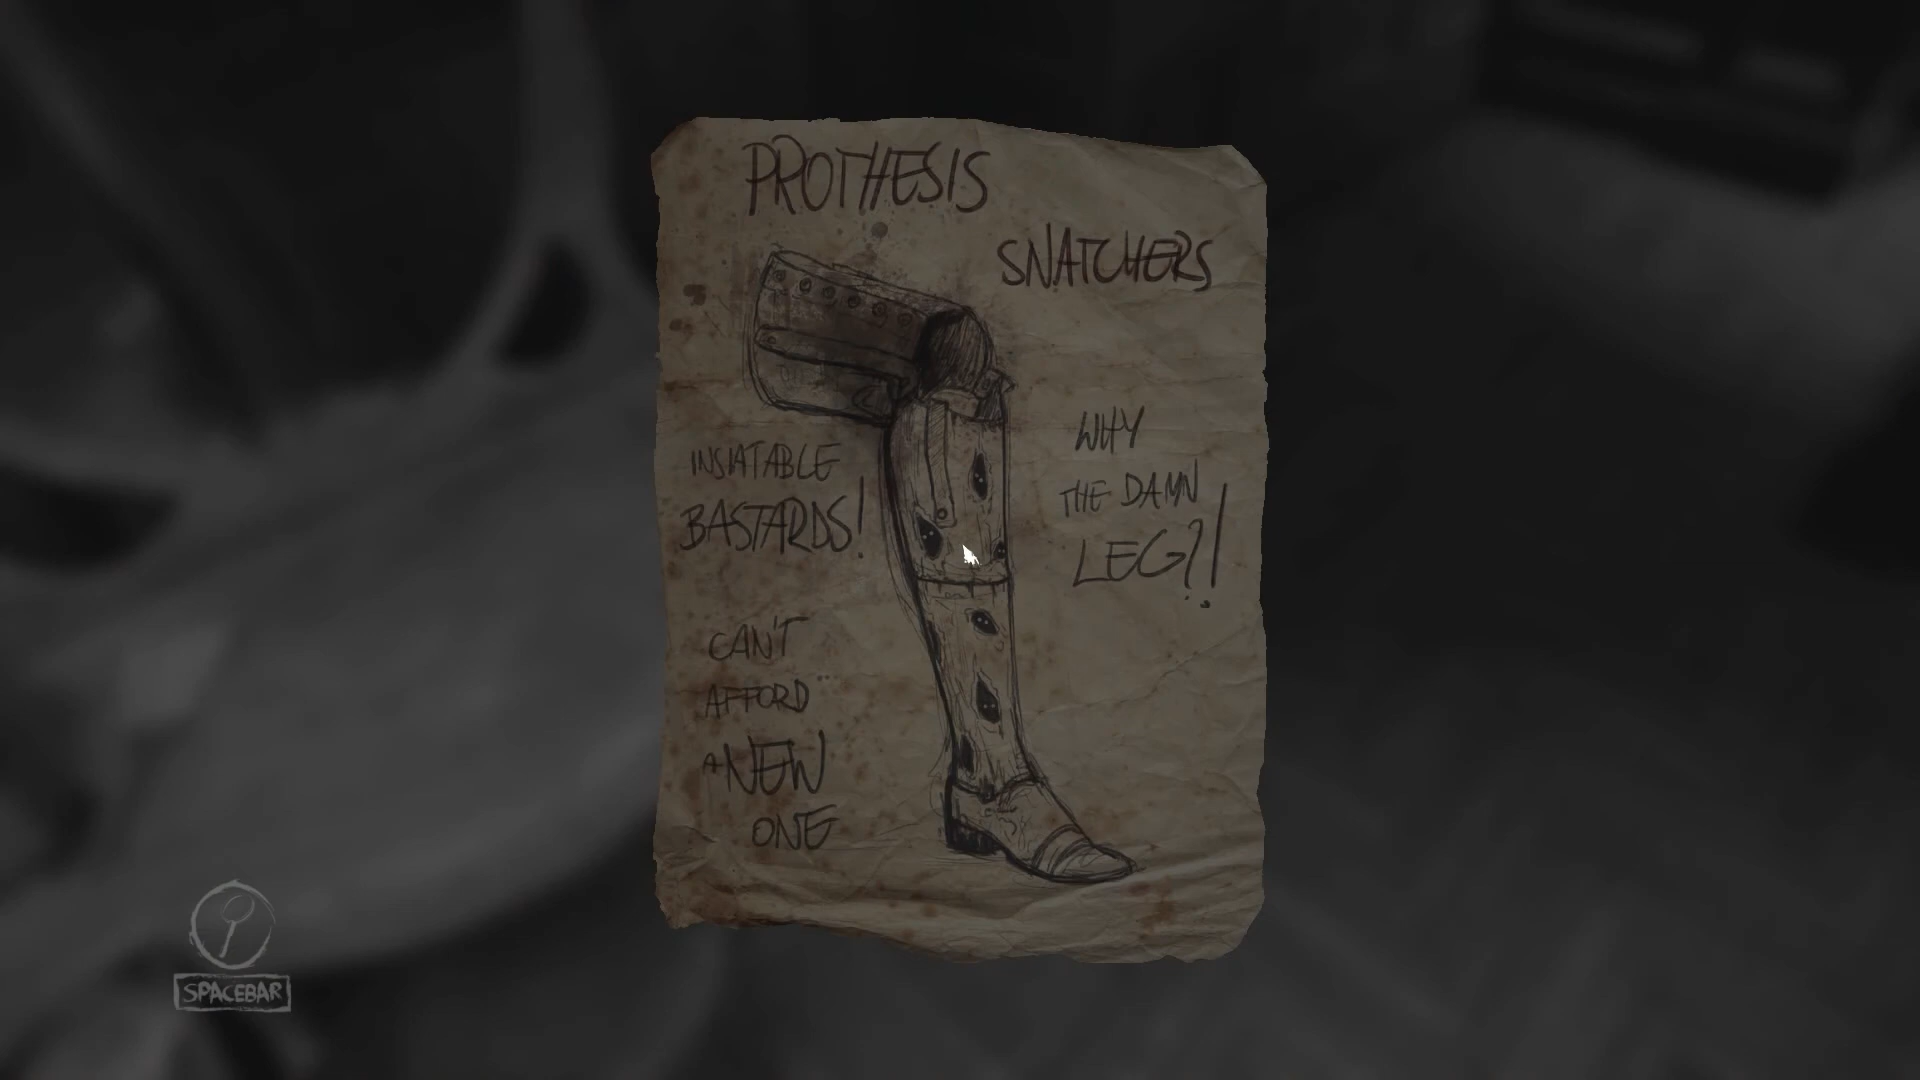 PROTHESIS
SNATCHERS
INSIATABLE
BASTARDS!
WHY
THE DAMN
LEG?!
CAN'T
AFFORD
A NEW
ONE
SPACEBAR